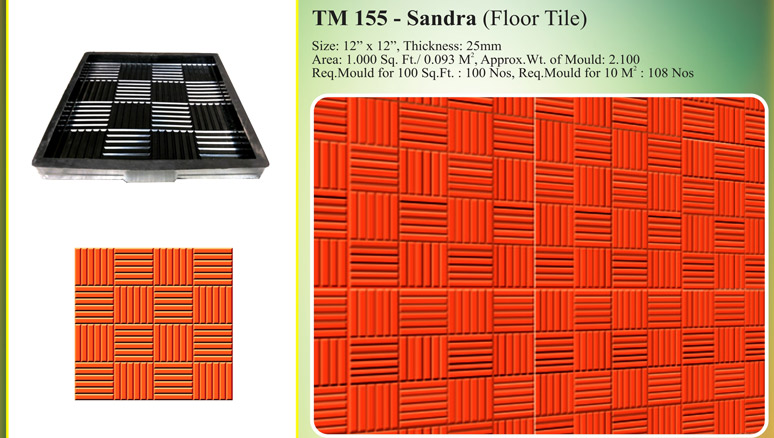 TM 155 - Sandra (Floor Tile)
Size: 12” x 12”, Thickness: 25mm
Area: 1.000 Sq. Ft./ 0.093 M², Approx.Wt. of Mould: 2.100
Req.Mould for 100 Sq.Ft. : 100 Nos, Req.Mould for 10 M² : 108 Nos